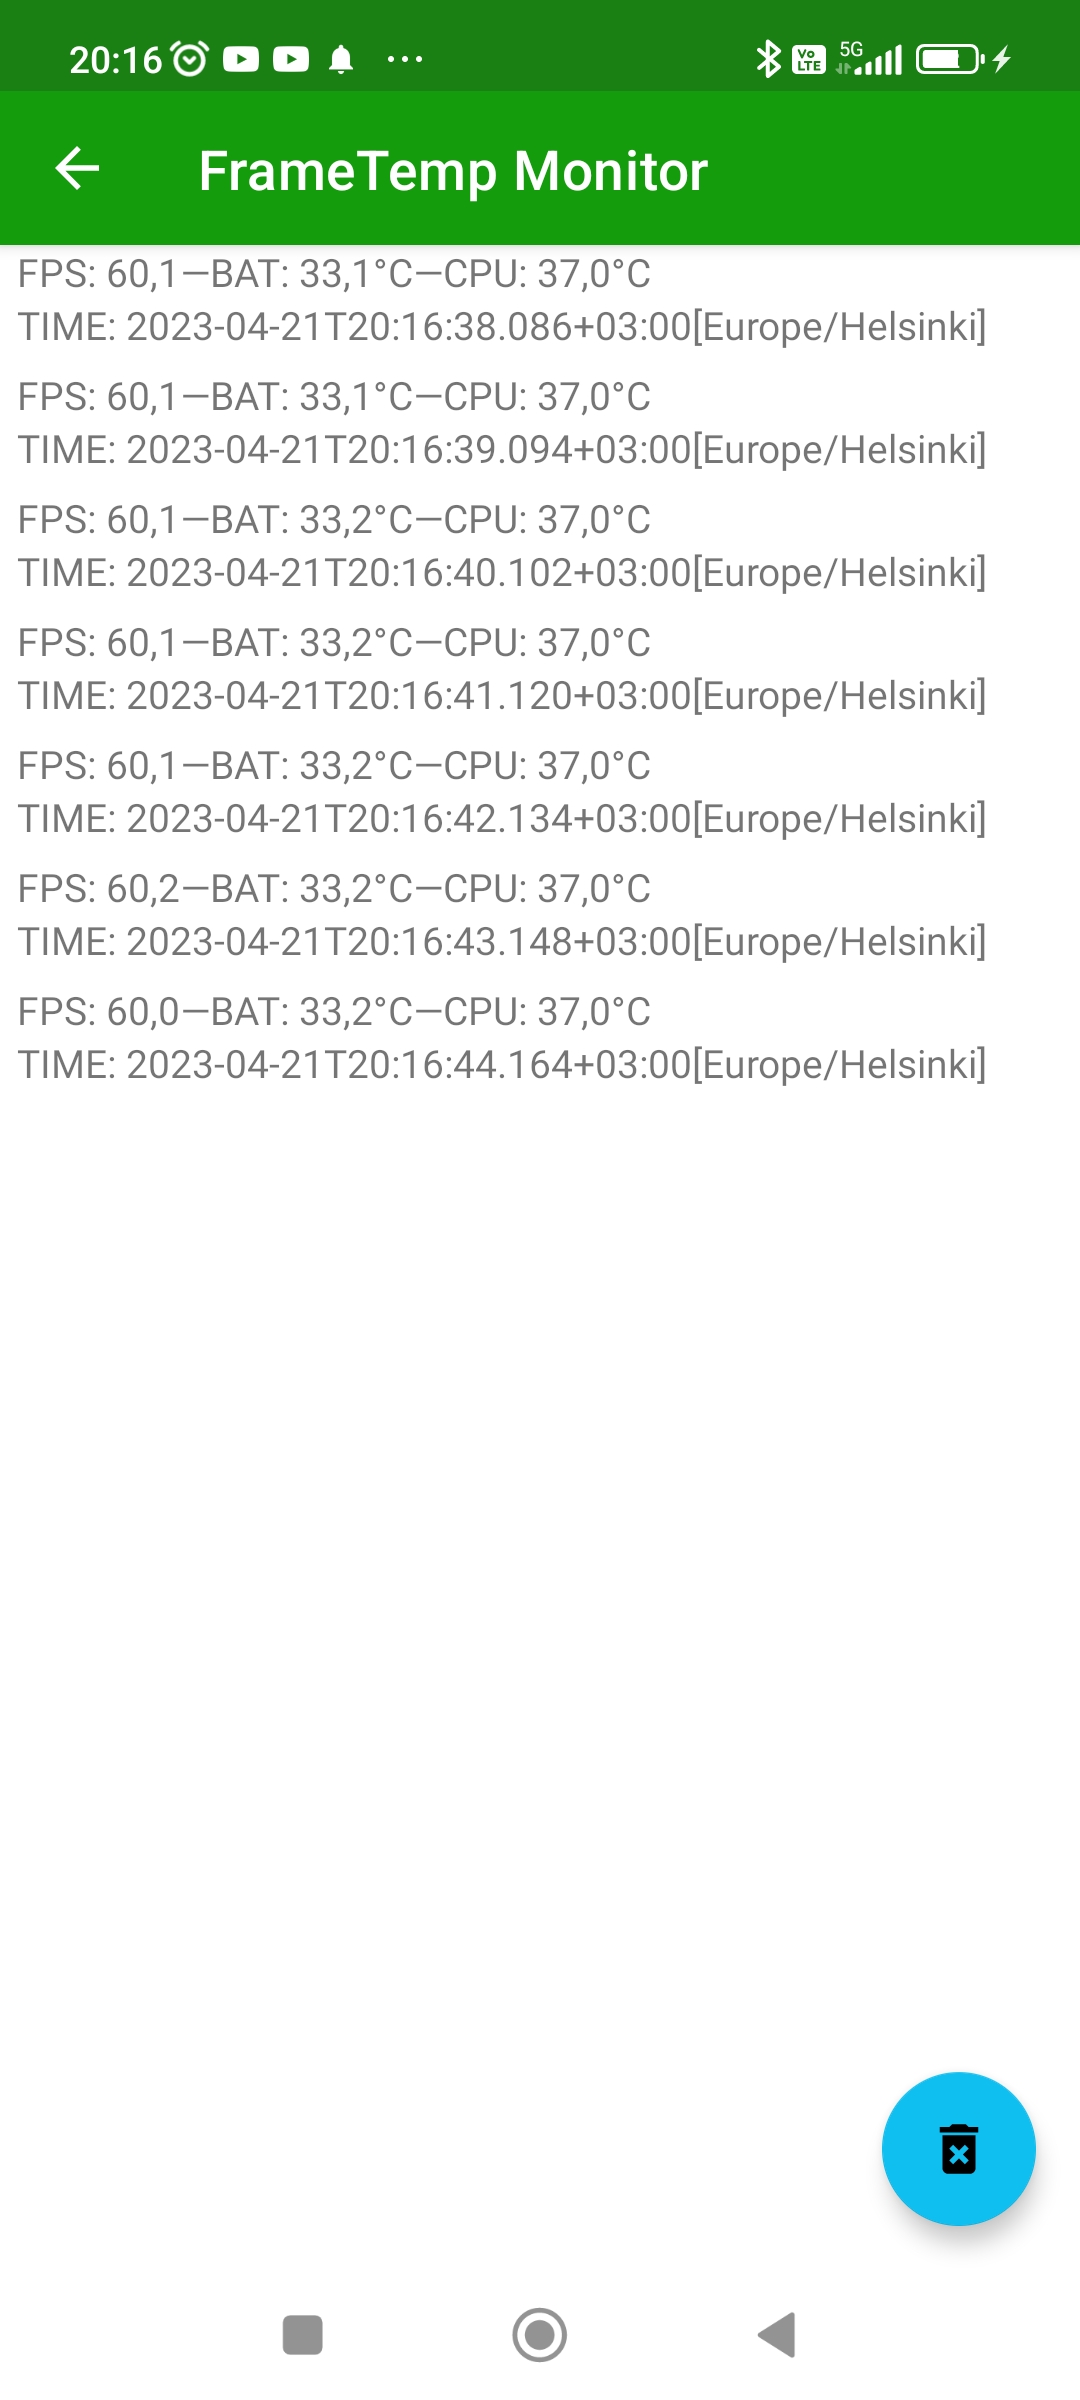 20:16
Vo LTE
5G
FrameTemp Monitor
FPS: 60,1—BAT: 33,1°C—CPU: 37,0°C
TIME: 2023-04-21T20:16:38.086+03:00[Europe/Helsinki]
FPS: 60,1—BAT: 33,1°C—CPU: 37,0°C
TIME: 2023-04-21T20:16:39.094+03:00[Europe/Helsinki]
FPS: 60,1—BAT: 33,2°C—CPU: 37,0°C
TIME: 2023-04-21T20:16:40.102+03:00[Europe/Helsinki]
FPS: 60,1—BAT: 33,2°C—CPU: 37,0°C
TIME: 2023-04-21T20:16:41.120+03:00[Europe/Helsinki]
FPS: 60,1—BAT: 33,2°C—CPU: 37,0°C
TIME: 2023-04-21T20:16:42.134+03:00[Europe/Helsinki]
FPS: 60,2—BAT: 33,2°C—CPU: 37,0°C
TIME: 2023-04-21T20:16:43.148+03:00[Europe/Helsinki]
FPS: 60,0—BAT: 33,2°C—CPU: 37,0°C
TIME: 2023-04-21T20:16:44.164+03:00[Europe/Helsinki]